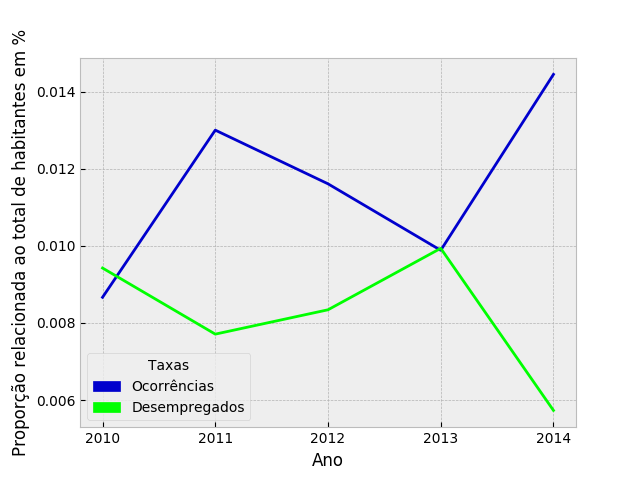 Proporção relacionada ao total de habitantes em %
0.014
0.012
0.010
0.008
0.006
Taxas
Ocorrências
Desempregados
2010 2011 2012 2013 2014
Ano